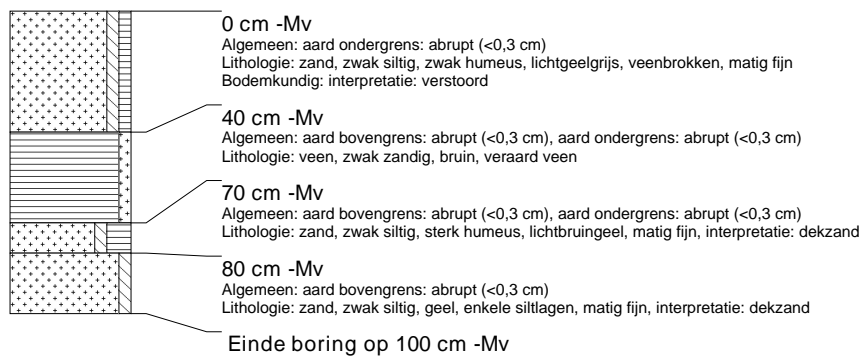 0 cm -Mv
Algemeen: aard ondergrens: abrupt (<0,3 cm)
Lithologie: zand, zwak siltig, zwak humeus, lichtgeelgrijs, veenbrokken, matig fijn
Bodemkundig: interpretatie: verstoord
40 cm -Mv
Algemeen: aard bovengrens: abrupt (<0,3 cm), aard ondergrens: abrupt (<0,3 cm)
Lithologie: veen, zwak zandig, bruin, veraard veen
70 cm -Mv
Algemeen: aard bovengrens: abrupt (<0,3 cm), aard ondergrens: abrupt (<0,3 cm)
Lithologie: zand, zwak siltig, sterk humeus, lichtbruingeel, matig fijn, interpretatie: dekzand
80 cm -Mv
Algemeen: aard bovengrens: abrupt (<0,3 cm)
Lithologie: zand, zwak siltig, geel, enkele siltlagen, matig fijn, interpretatie: dekzand
Einde boring op 100 cm -Mv